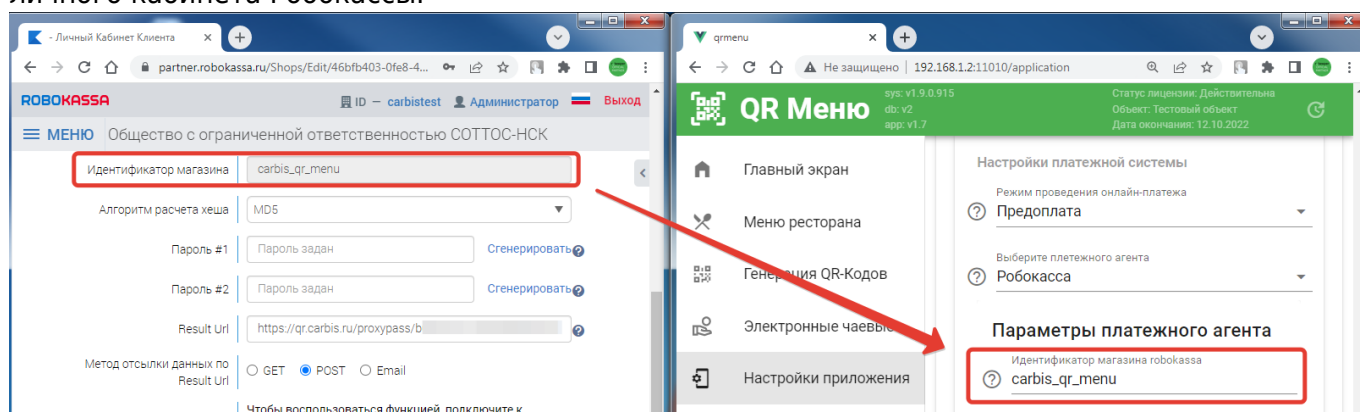 личного кабинета Робокассы.
- Личный Кабинет Клиента
partner.robokassa.ru/Shops/Edit/46bfb403-0fe8-4...
ROBOKASSA
ID — carbistest
Администратор
Выход
МЕНЮ
Общество с ограниченной ответственностью СОТТОС-НСК
Идентификатор магазина
carbis_qr_menu
Алгоритм расчета хеша
MD5
Пароль #1
Пароль задан
Сгенерировать
Пароль #2
Пароль задан
Сгенерировать
Result Url
https://qr.carbis.ru/proxypass/b
Метод отсылки данных по
Result Url
GET
POST
Email
Чтобы воспользоваться функцией, подключите к
qrmenu
Не защищено
192.168.1.2:11010/application
QR Меню
sys: v1.9.0.915
db: v2
app: v1.7
Статус лицензии: Действительна
Объект: Тестовый объект
Дата окончания: 12.10.2022
Главный экран
Меню ресторана
Генерация QR-Кодов
Электронные чаевые
Настройки приложения
Настройки платежной системы
Режим проведения онлайн-платежа
Предоплата
Выберите плетежного агента
Робокасса
Параметры платежного агента
Идентификатор магазина robokassa
carbis_qr_menu